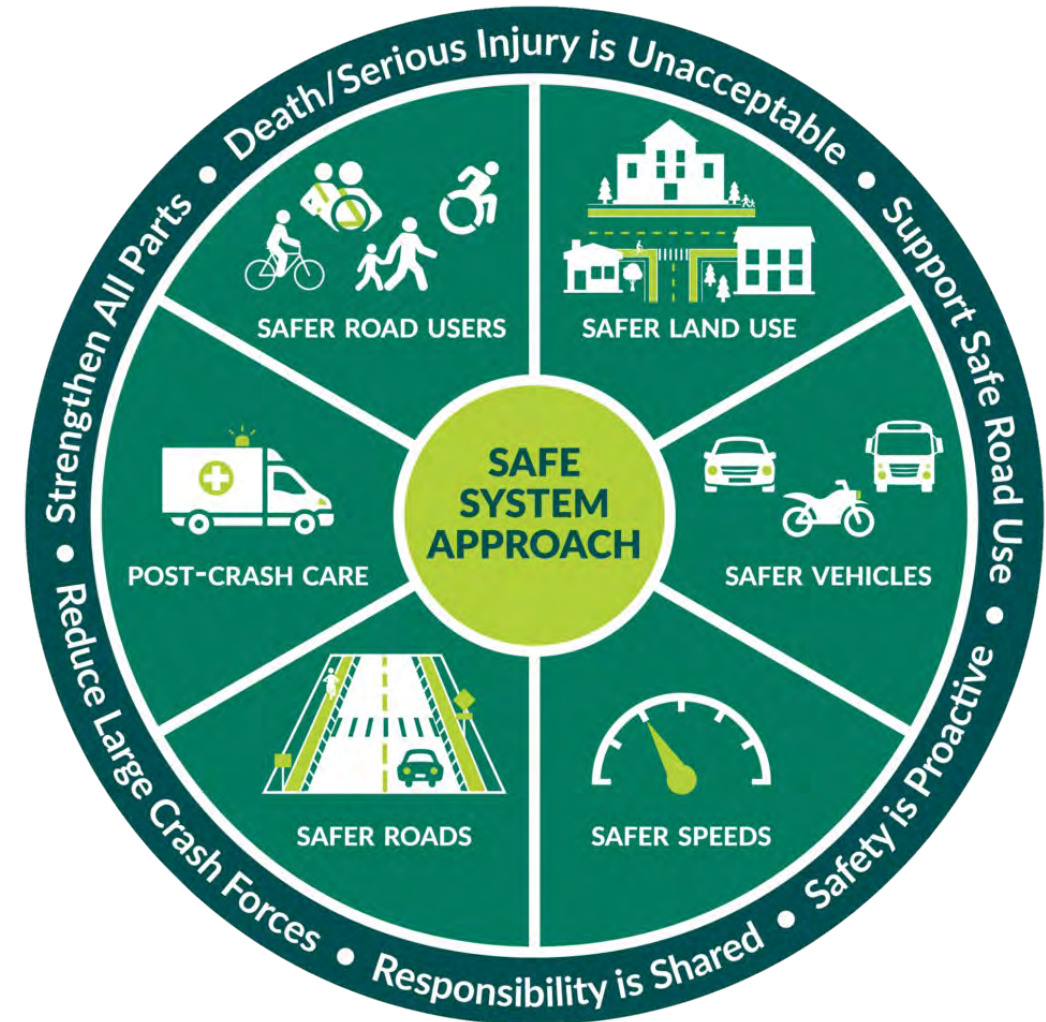 Death/Serious Injury is Unacceptable •
Support Safe Road Use •
Safety is Proactive •
Responsibility is Shared •
Reduce Large Crash Forces •
Strengthen All Parts •
SAFER ROAD USERS
SAFER LAND USE
SAFE
SYSTEM
APPROACH
POST-CRASH CARE
SAFER VEHICLES
SAFER ROADS
SAFER SPEEDS